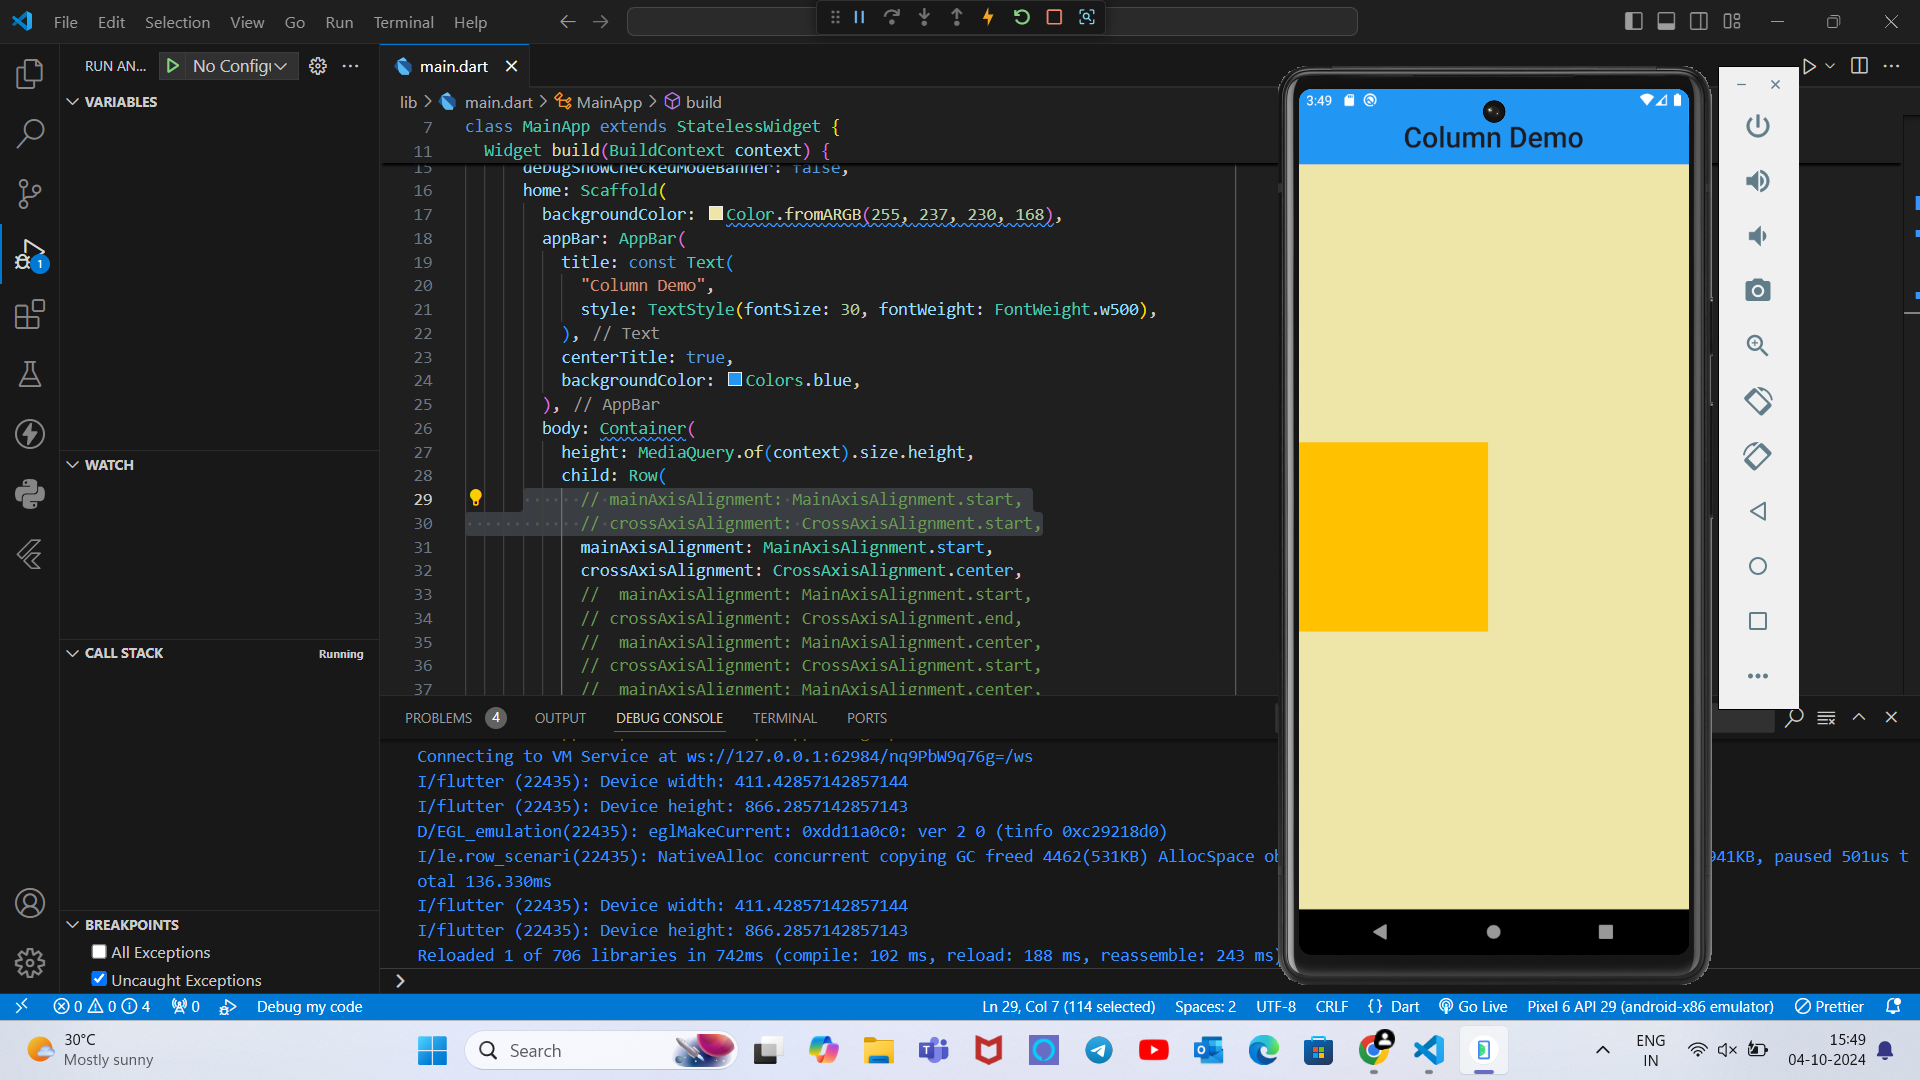 File Edit Selection View Go Run Terminal Help
RUN AN... No Config
main.dart
VARIABLES
lib > main.dart > MainApp > build
7 class MainApp extends StatelessWidget {
11 Widget build(BuildContext context) {
15 debugShowCheckedModeBanner: false,
16 home: Scaffold(
17 backgroundColor: Color.fromARGB(255, 237, 230, 168),
18 appBar: AppBar(
19 title: const Text(
20 "Column Demo",
21 style: TextStyle(fontSize: 30, fontWeight: FontWeight.w500),
22 ), // Text
23 centerTitle: true,
24 backgroundColor: Colors.blue,
25 ), // AppBar
26 body: Container(
27 height: MediaQuery.of(context).size.height,
28 child: Row(
29 // mainAxisAlignment: MainAxisAlignment.start,
30 // crossAxisAlignment: CrossAxisAlignment.start,
31 mainAxisAlignment: MainAxisAlignment.start,
32 crossAxisAlignment: CrossAxisAlignment.center,
33 // mainAxisAlignment: MainAxisAlignment.start,
34 // crossAxisAlignment: CrossAxisAlignment.end,
35 // mainAxisAlignment: MainAxisAlignment.center,
36 // crossAxisAlignment: CrossAxisAlignment.start,
37 // mainAxisAlignment: MainAxisAlignment.center,
3:49
Column Demo
WATCH
CALL STACK Running
BREAKPOINTS
All Exceptions
Uncaught Exceptions
1
PROBLEMS 4 OUTPUT DEBUG CONSOLE TERMINAL PORTS
Connecting to VM Service at ws://127.0.0.1:62984/nq9PbW9q76g=/ws
I/flutter (22435): Device width: 411.42857142857144
I/flutter (22435): Device height: 866.2857142857143
D/EGL_emulation(22435): eglMakeCurrent: 0xdd11a0c0: ver 2 0 (tinfo 0xc29218d0)
I/le.row_scenari(22435): NativeAlloc concurrent copying GC freed 4462(531KB) AllocSpace ob 941KB, paused 501us t
otal 136.330ms
I/flutter (22435): Device width: 411.42857142857144
I/flutter (22435): Device height: 866.2857142857143
Reloaded 1 of 706 libraries in 742ms (compile: 102 ms, reload: 188 ms, reassemble: 243 ms)
0 0 4 0 Debug my code Ln 29, Col 7 (114 selected) Spaces: 2 UTF-8 CRLF {} Dart Go Live Pixel 6 API 29 (android-x86 emulator) Prettier
30°C
Mostly sunny
Search
ENG
IN
15:49
04-10-2024